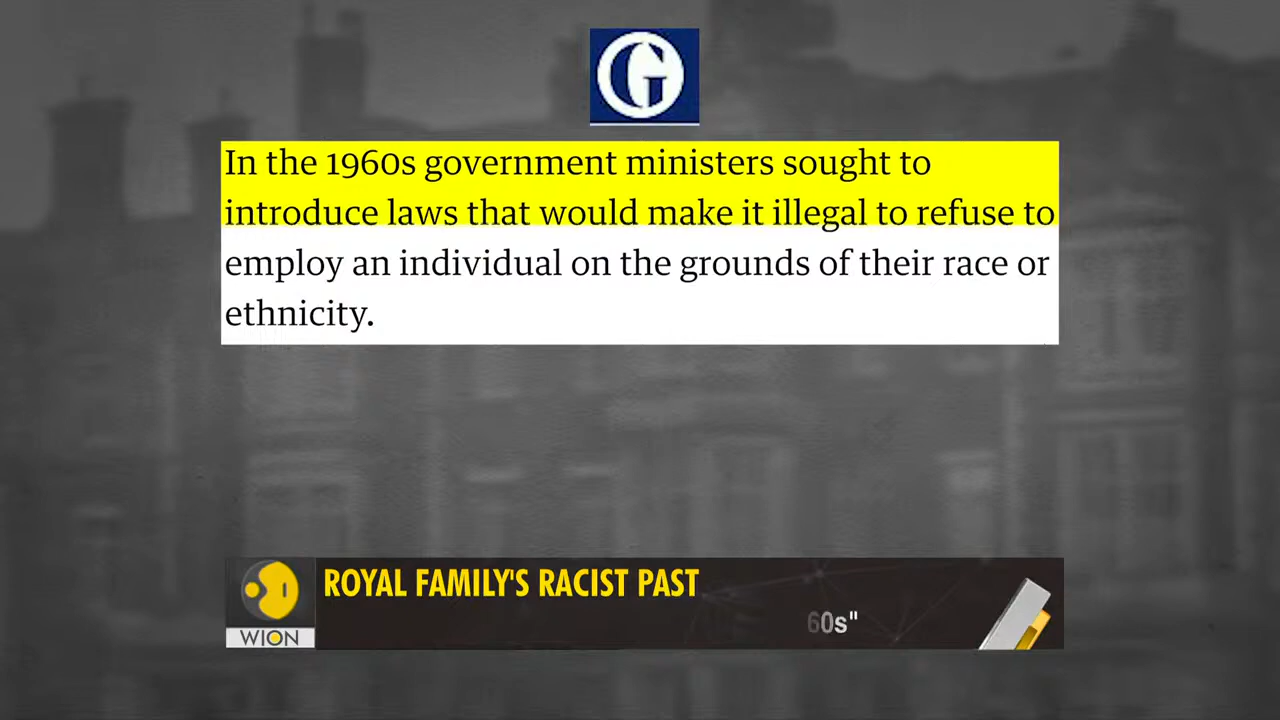 G
In the 1960s government ministers sought to
introduce laws that would make it illegal to refuse to
employ an individual on the grounds of their race or
ethnicity.
ROYAL FAMILY'S RACIST PAST
60s"
WION